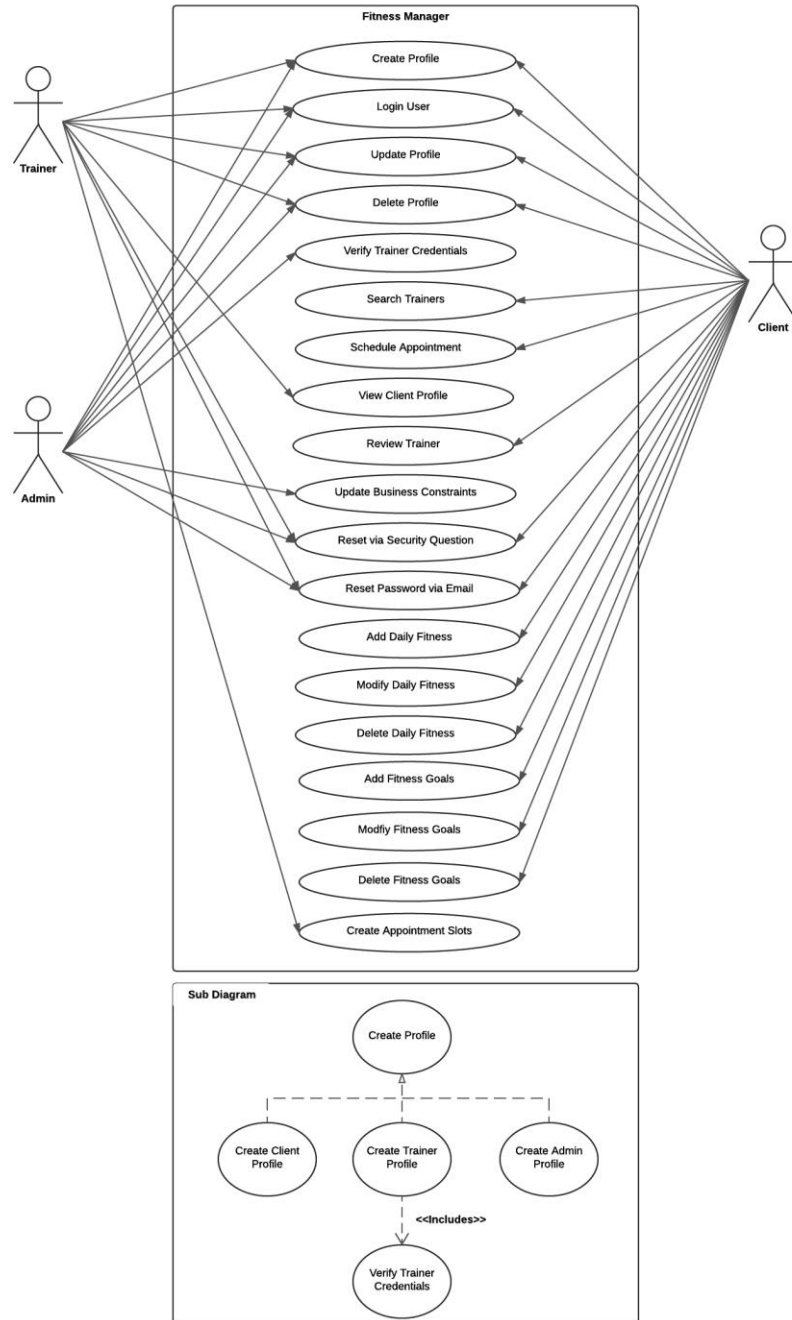 Fitness Manager
Create Profile
Login User
Update Profile
Trainer
Delete Profile
Verify Trainer Credentials
Search Trainers
Client
Schedule Appointment
View Client Profile
Review Trainer
Admin
Update Business Constraints
Reset via Security Question
Reset Password via Email
Add Daily Fitness
Modify Daily Fitness
Delete Daily Fitness
Add Fitness Goals
Modfiy Fitness Goals
Delete Fitness Goals
Create Appointment Slots
Sub Diagram
Create Profile
Create Client
Profile
Create Trainer
Profile
Create Admin
Profile
<<Includes>>
Verify Trainer
Credentials